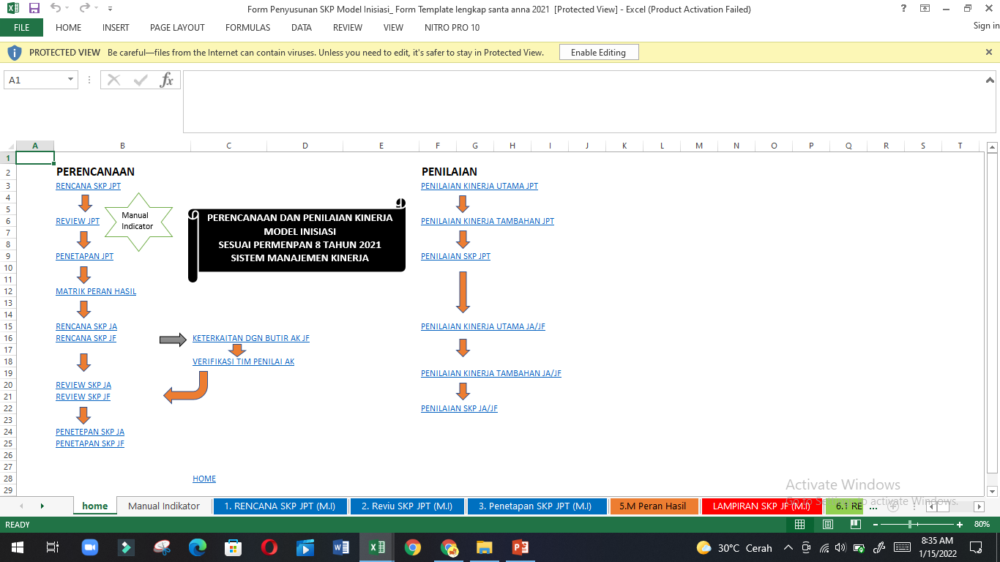 Form Penyusunan SKP Model Inisiasi_ Form Template lengkap santa anna 2021 [Protected View] - Excel (Product Activation Failed)
FILE HOME INSERT PAGE LAYOUT FORMULAS DATA REVIEW VIEW NITRO PRO 10 Sign in
PROTECTED VIEW Be careful—files from the Internet can contain viruses. Unless you need to edit, it's safer to stay in Protected View. Enable Editing
A1 fx
A B C D E F G H I J K L M N O P Q R S T
1
2 PERENCANAAN PENILAIAN
3 RENCANA SKP JPT PENILAIAN KINERJA UTAMA JPT
4
5
Manual
Indicator
6 REVIEW JPT PENILAIAN KINERJA TAMBAHAN JPT
PERENCANAAN DAN PENILAIAN KINERJA
MODEL INISIASI
SESUAI PERMENPAN 8 TAHUN 2021
SISTEM MANAJEMEN KINERJA
7
8
9 PENETAPAN JPT PENILAIAN SKP JPT
10
11
12 MATRIK PERAN HASIL
13
14
15 RENCANA SKP JA PENILAIAN KINERJA UTAMA JA/JF
16 RENCANA SKP JF KETERKAITAN DGN BUTIR AK JF
17
18 VERIFIKASI TIM PENILAI AK
19 PENILAIAN KINERJA TAMBAHAN JA/JF
20 REVIEW SKP JA
21 REVIEW SKP JF
22 PENILAIAN SKP JA/JF
23
24 PENETEPAN SKP JA
25 PENETAPAN SKP JF
26
27
28 HOME
29
Activate Windows
Go to Settings to activate Windows.
home Manual Indikator 1. RENCANA SKP JPT (M.I) 2. Reviu SKP JPT (M.I) 3. Penetapan SKP JPT (M.I) 5.M Peran Hasil LAMPIRAN SKP JF (M.I) 6.1 RE ...
READY 80%
30°C Cerah 8:35 AM
1/15/2022